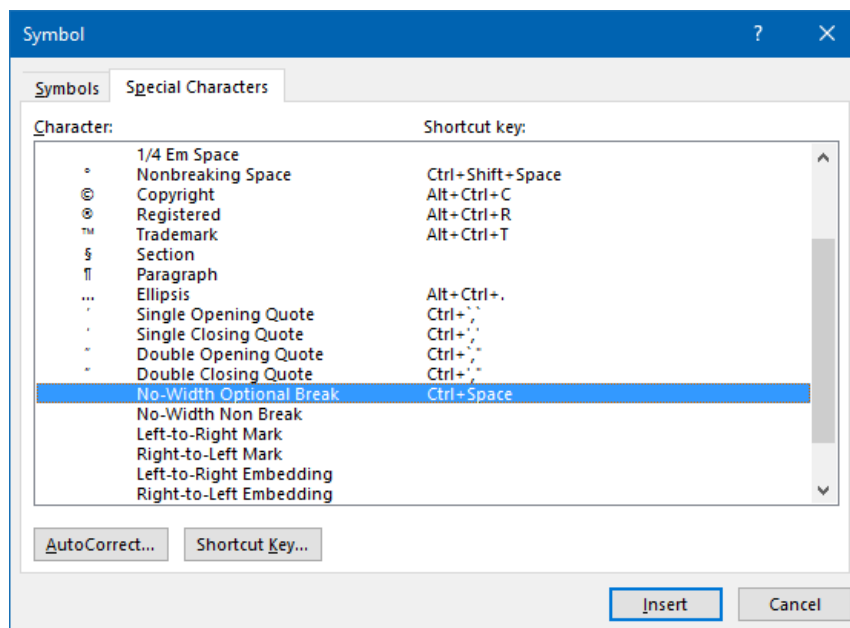 Symbol ? ×
Symbols Special Characters
Character: Shortcut key:
1/4 Em Space
° Nonbreaking Space Ctrl+Shift+Space
© Copyright Alt+Ctrl+C
® Registered Alt+Ctrl+R
™ Trademark Alt+Ctrl+T
§ Section
¶ Paragraph
... Ellipsis Alt+Ctrl+.
‘ Single Opening Quote Ctrl+`,`
’ Single Closing Quote Ctrl+','
“ Double Opening Quote Ctrl+`,"
” Double Closing Quote Ctrl+',"
No-Width Optional Break Ctrl+Space
No-Width Non Break
Left-to-Right Mark
Right-to-Left Mark
Left-to-Right Embedding
Right-to-Left Embedding
AutoCorrect... Shortcut Key...
Insert Cancel